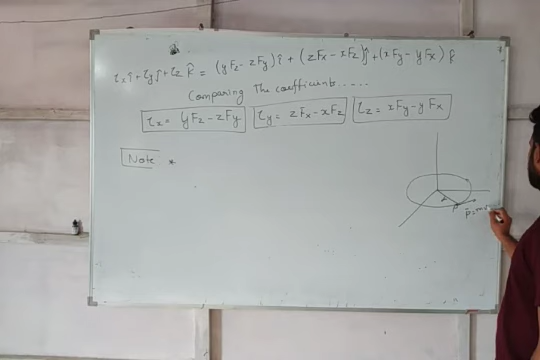 τx î + τy ĵ + τz k̂ = (yFz - zFy) î + (zFx - xFz) ĵ + (xFy - yFx) k̂
Comparing The coefficients.....
τx = yFz - zFy τy = zFx - xFz τz = xFy - yFx
Note *